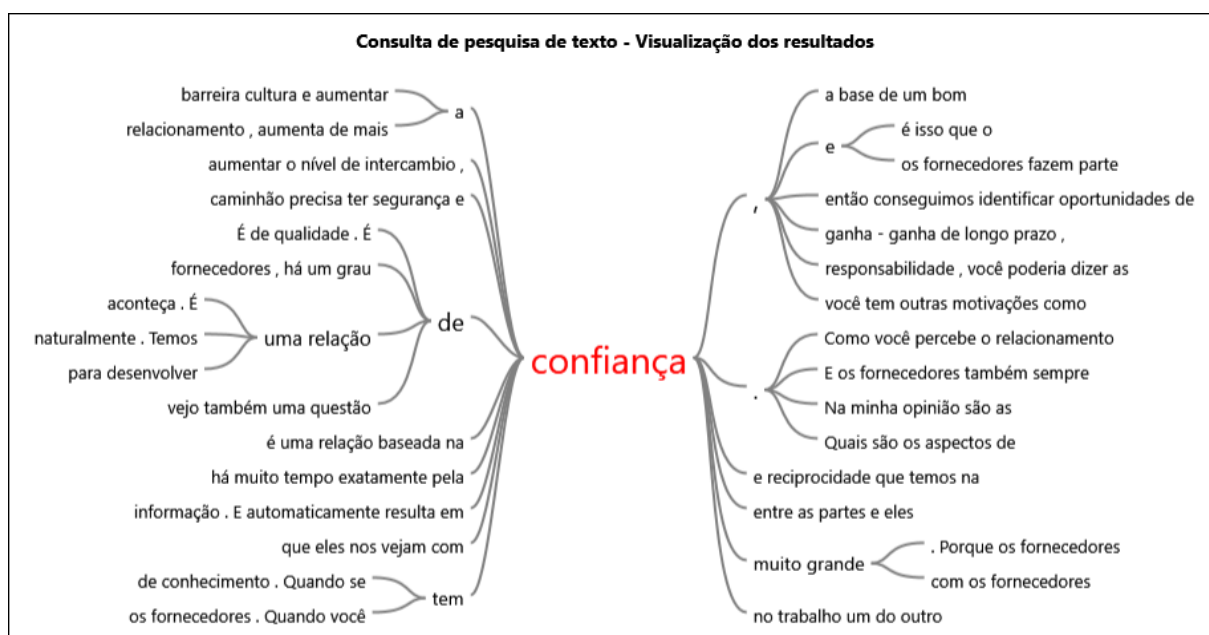 Consulta de pesquisa de texto - Visualização dos resultados
barreira cultura e aumentar
relacionamento , aumenta de mais
a
aumentar o nível de intercambio ,
caminhão precisa ter segurança e
É de qualidade . É
fornecedores , há um grau
aconteça . É
naturalmente . Temos
para desenvolver
uma relação
vejo também uma questão
de
é uma relação baseada na
há muito tempo exatamente pela
informação . E automaticamente resulta em
que eles nos vejam com
de conhecimento . Quando se
os fornecedores . Quando você
tem
confiança
,
a base de um bom
e
é isso que o
os fornecedores fazem parte
então conseguimos identificar oportunidades de
ganha - ganha de longo prazo ,
responsabilidade , você poderia dizer as
você tem outras motivações como
.
Como você percebe o relacionamento
E os fornecedores também sempre
Na minha opinião são as
Quais são os aspectos de
e reciprocidade que temos na
entre as partes e eles
muito grande
. Porque os fornecedores
com os fornecedores
no trabalho um do outro